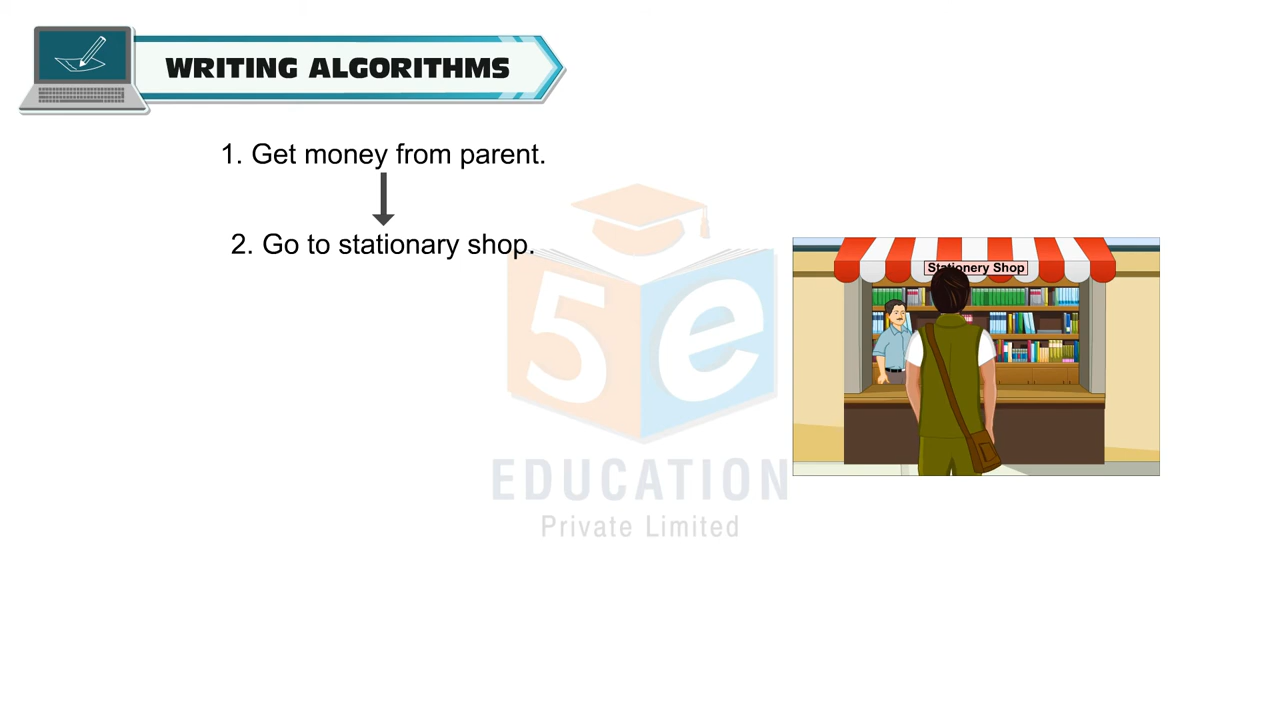 WRITING ALGORITHMS
1. Get money from parent.
2. Go to stationary shop.
Stationery Shop
5e
EDUCATION
Private Limited